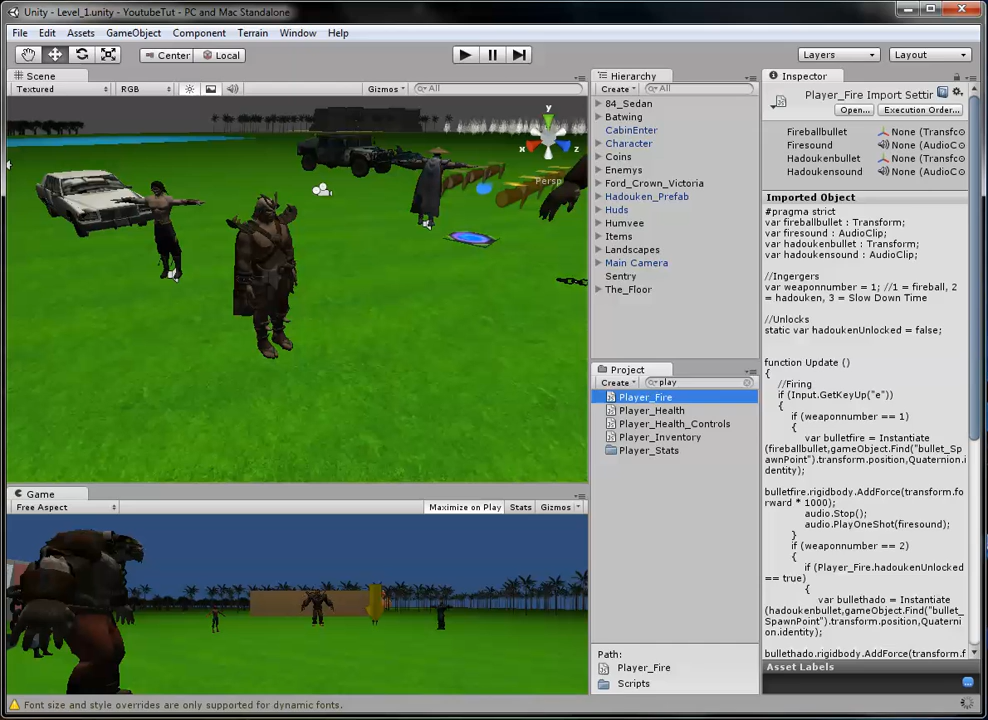 Unity - Level_1.unity - YoutubeTut - PC and Mac Standalone
File Edit Assets GameObject Component Terrain Window Help
Center Local Layers Layout
Scene
Textured RGB Gizmos All
y
x z
Persp
Game
Free Aspect Maximize on Play Stats Gizmos
Hierarchy
Create All
84_Sedan
Batwing
CabinEnter
Character
Coins
Enemys
Ford_Crown_Victoria
Hadouken_Prefab
Huds
Humvee
Items
Landscapes
Main Camera
Sentry
The_Floor
Project
Create play
Player_Fire
Player_Health
Player_Health_Controls
Player_Inventory
Player_Stats
Path:
Player_Fire
Scripts
Inspector
Player_Fire Import Settir
Open... Execution Order...
Fireballbullet None (Transfc
Firesound None (AudioC
Hadoukenbullet None (Transfc
Hadoukensound None (AudioC
Imported Object
#pragma strict
var fireballbullet : Transform;
var firesound : AudioClip;
var hadoukenbullet : Transform;
var hadoukensound : AudioClip;
//Ingergers
var weaponnumber = 1; //1 = fireball, 2
= hadouken, 3 = Slow Down Time
//Unlocks
static var hadoukenUnlocked = false;
function Update ()
{
//Firing
if (Input.GetKeyUp("e"))
{
if (weaponnumber == 1)
{
var bulletfire = Instantiate
(fireballbullet,gameObject.Find("bullet_Sp
awnPoint").transform.position,Quaternion.i
dentity);
bulletfire.rigidbody.AddForce(transform.fo
rward * 1000);
audio.Stop();
audio.PlayOneShot(firesound);
}
if (weaponnumber == 2)
{
if (Player_Fire.hadoukenUnlocked
== true)
{
var bullethado = Instantiate
(hadoukenbullet,gameObject.Find("bullet_
SpawnPoint").transform.position,Quaterni
on.identity);
bullethado.rigidbody.AddForce(transform.f
Asset Labels
Font size and style overrides are only supported for dynamic fonts.